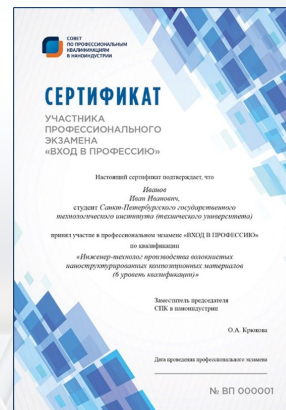 СОВЕТ
ПО ПРОФЕССИОНАЛЬНЫМ
КВАЛИФИКАЦИЯМ
В НАНОИНДУСТРИИ
СЕРТИФИКАТ
УЧАСТНИКА
ПРОФЕССИОНАЛЬНОГО
ЭКЗАМЕНА
«ВХОД В ПРОФЕССИЮ»
Настоящий сертификат подтверждает, что
Иванов
Иван Иванович,
студент Санкт-Петербургского государственного
технологического института (технического университета)
принял участие в профессиональном экзамене «ВХОД В ПРОФЕССИЮ»
по квалификации
«Инженер-технолог производства волокнистых
наноструктурированных композиционных материалов
(6 уровень квалификации)»
Заместитель председателя
СПК в наноиндустрии
О.А. Крюкова
Дата проведения профессионального экзамена
№ ВП 000001